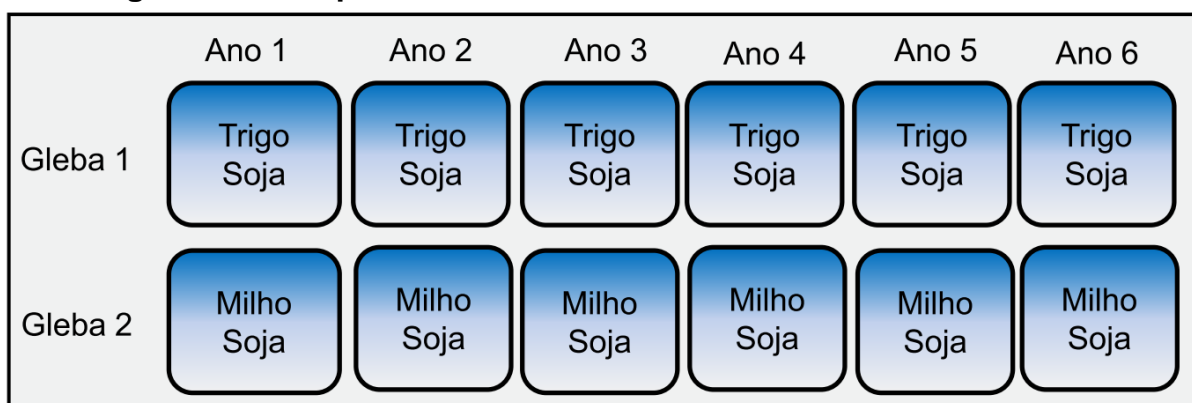 Ano 1 Ano 2 Ano 3 Ano 4 Ano 5 Ano 6
Gleba 1
Trigo Trigo Trigo Trigo Trigo Trigo
Soja Soja Soja Soja Soja Soja
Gleba 2
Milho Milho Milho Milho Milho Milho
Soja Soja Soja Soja Soja Soja